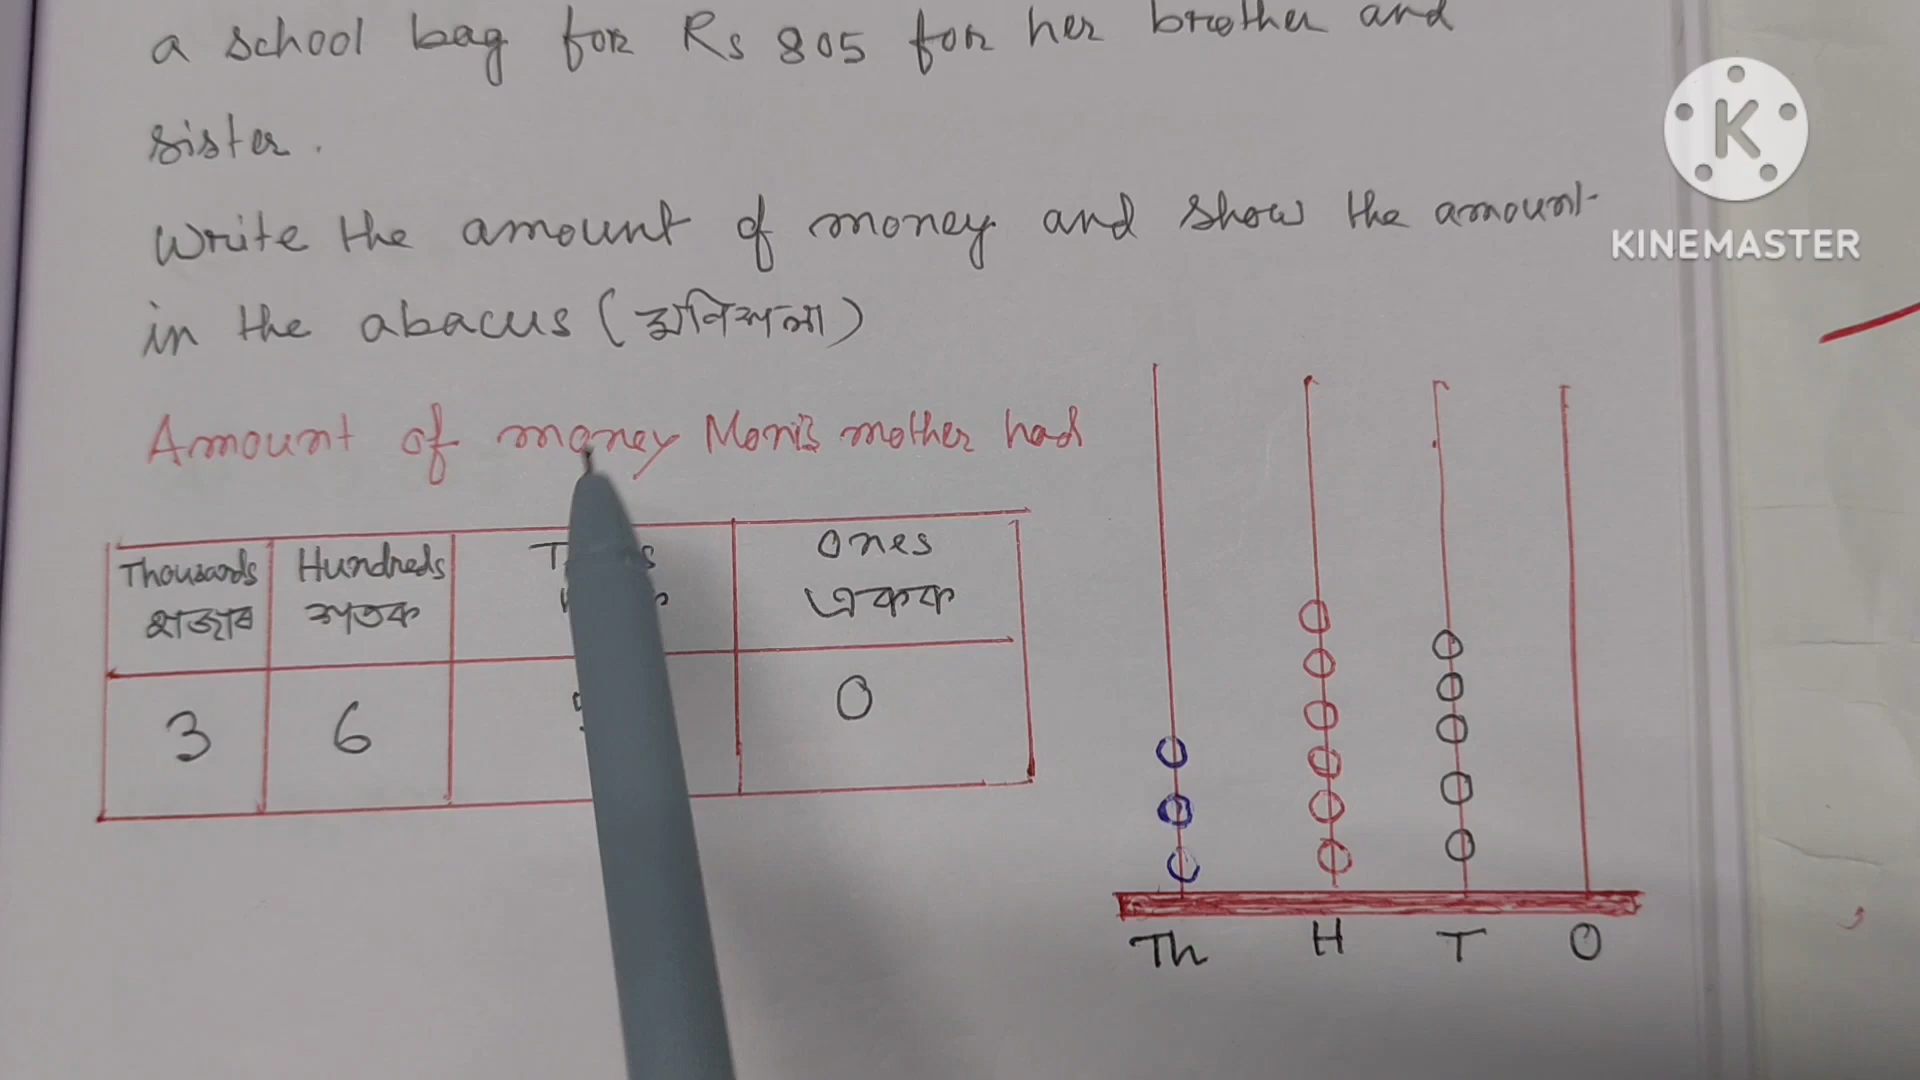 a school bag for Rs 805 for her brother and
sister.
Write the amount of money and show the amount
in the abacus
Amount of money Moni's mother had
Thousands Hundreds Ones
হাজাৰ শতক একক
3 6 0
Th H T O
K
KINEMASTER